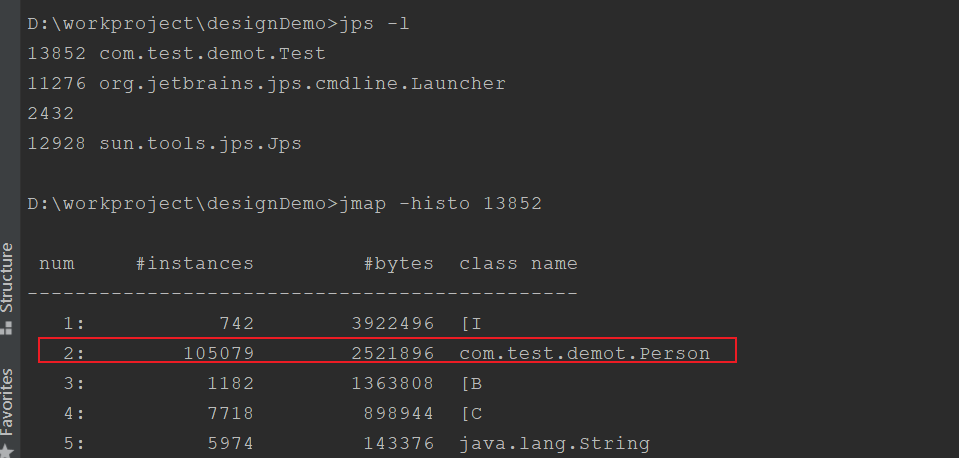 D:\workproject\designDemo>jps -l
13852 com.test.demot.Test
11276 org.jetbrains.jps.cmdline.Launcher
2432
12928 sun.tools.jps.Jps
D:\workproject\designDemo>jmap -histo 13852
num #instances #bytes class name
----------------------------------------------
1: 742 3922496 [I
2: 105079 2521896 com.test.demot.Person
3: 1182 1363808 [B
4: 7718 898944 [C
5: 5974 143376 java.lang.String
Structure
Favorites